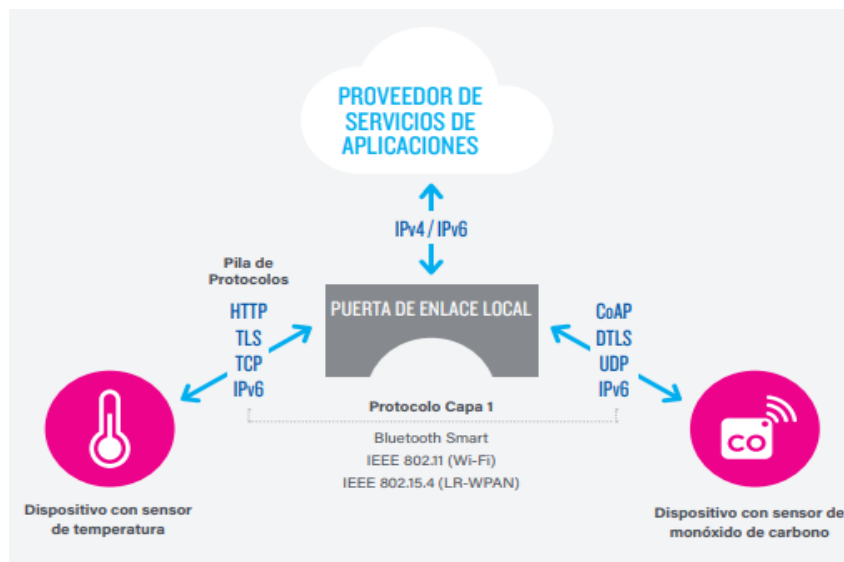 PROVEEDOR DE
SERVICIOS DE
APLICACIONES
IPv4 / IPv6
Pila de
Protocolos
HTTP
TLS
TCP
IPv6
PUERTA DE ENLACE LOCAL
CoAP
DTLS
UDP
IPv6
Protocolo Capa 1
Bluetooth Smart
IEEE 802.11 (Wi-Fi)
IEEE 802.15.4 (LR-WPAN)
CO
Dispositivo con sensor
de temperatura
Dispositivo con sensor de
monóxido de carbono